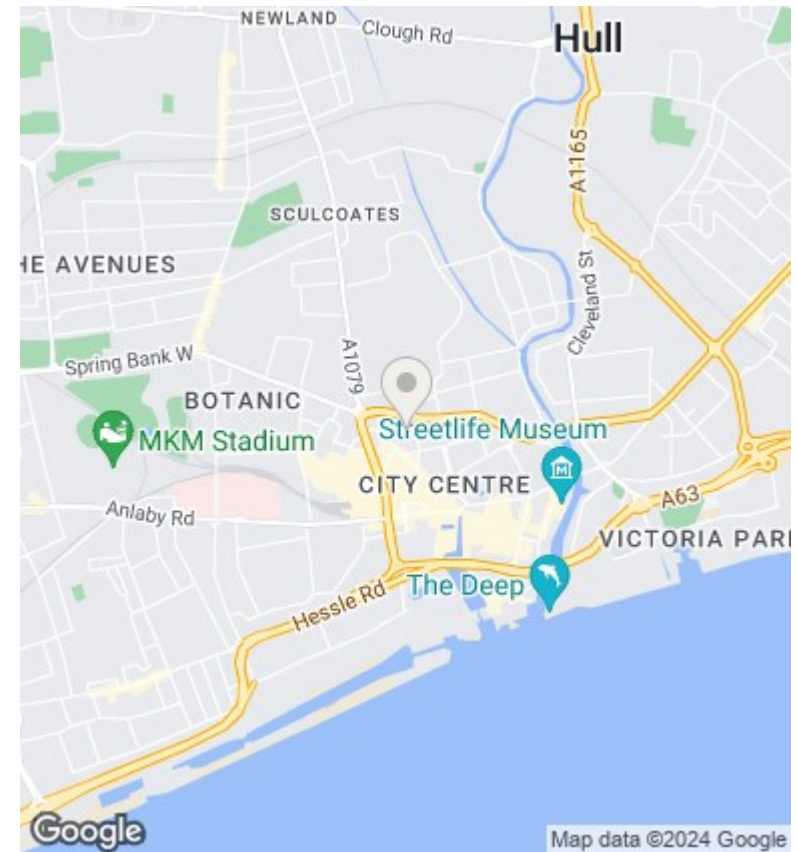 NEWLAND
Clough Rd
Hull
A1165
SCULCOATES
HE AVENUES
Cleveland St
Spring Bank W
A1079
BOTANIC
MKM Stadium
Streetlife Museum
CITY CENTRE
A63
Anlaby Rd
VICTORIA PARK
The Deep
Hessle Rd
Google
Map data ©2024 Google